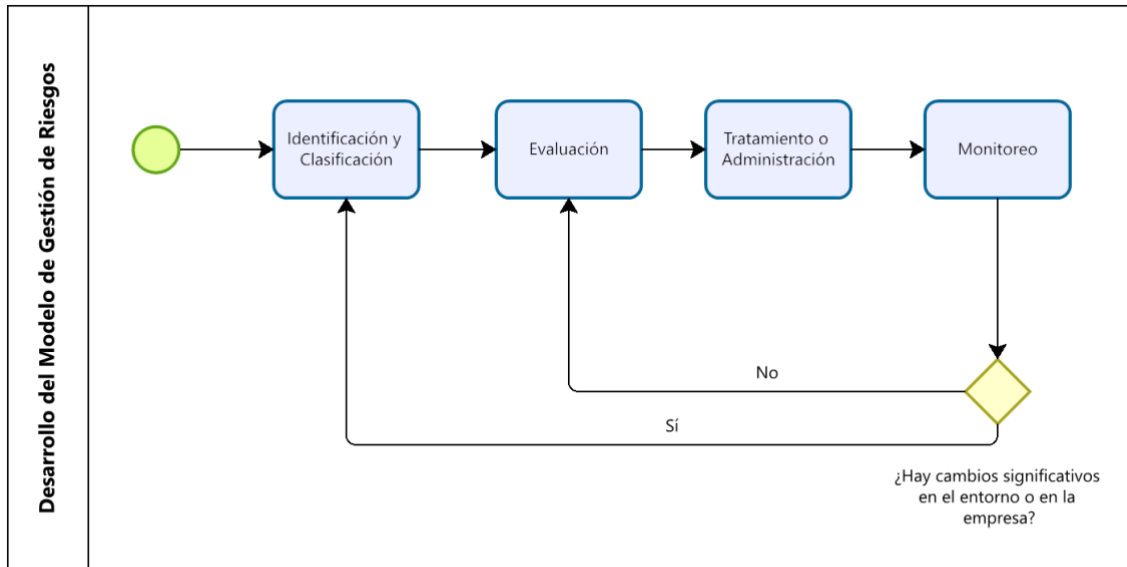 Desarrollo del Modelo de Gestión de Riesgos
Identificación y
Clasificación
Evaluación
Tratamiento o
Administración
Monitoreo
No
Sí
¿Hay cambios significativos
en el entorno o en la
empresa?